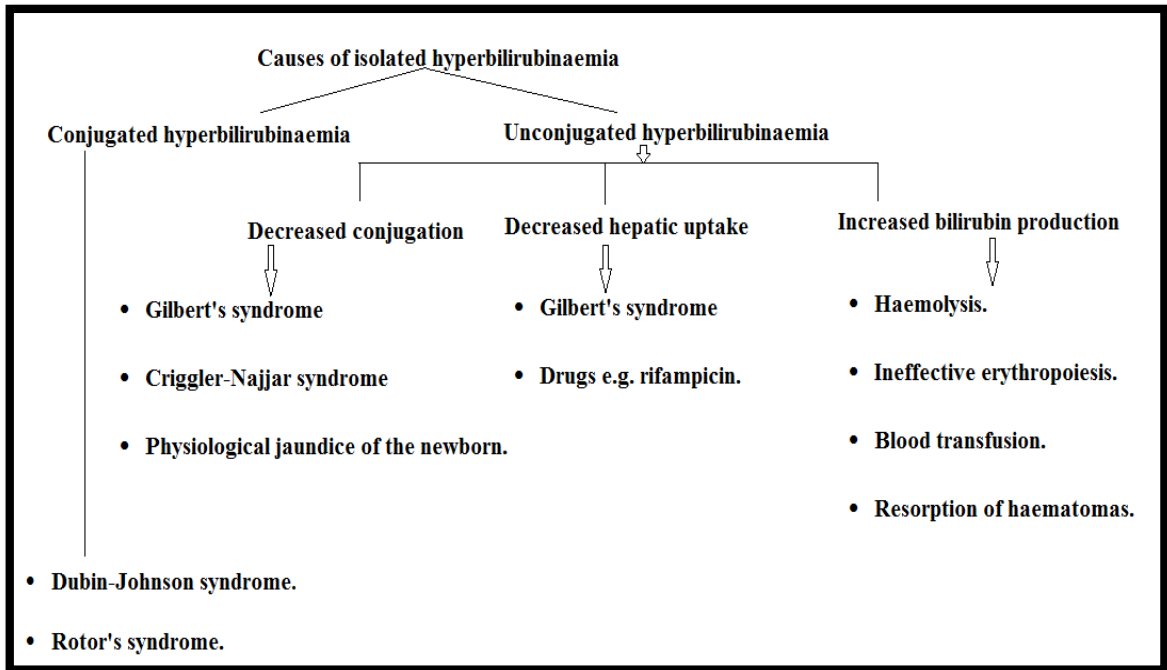 Causes of isolated hyperbilirubinaemia
Conjugated hyperbilirubinaemia
Unconjugated hyperbilirubinaemia
Decreased conjugation
• Gilbert's syndrome
• Criggler-Najjar syndrome
• Physiological jaundice of the newborn.
Decreased hepatic uptake
• Gilbert's syndrome
• Drugs e.g. rifampicin.
Increased bilirubin production
• Haemolysis.
• Ineffective erythropoiesis.
• Blood transfusion.
• Resorption of haematomas.
• Dubin-Johnson syndrome.
• Rotor's syndrome.